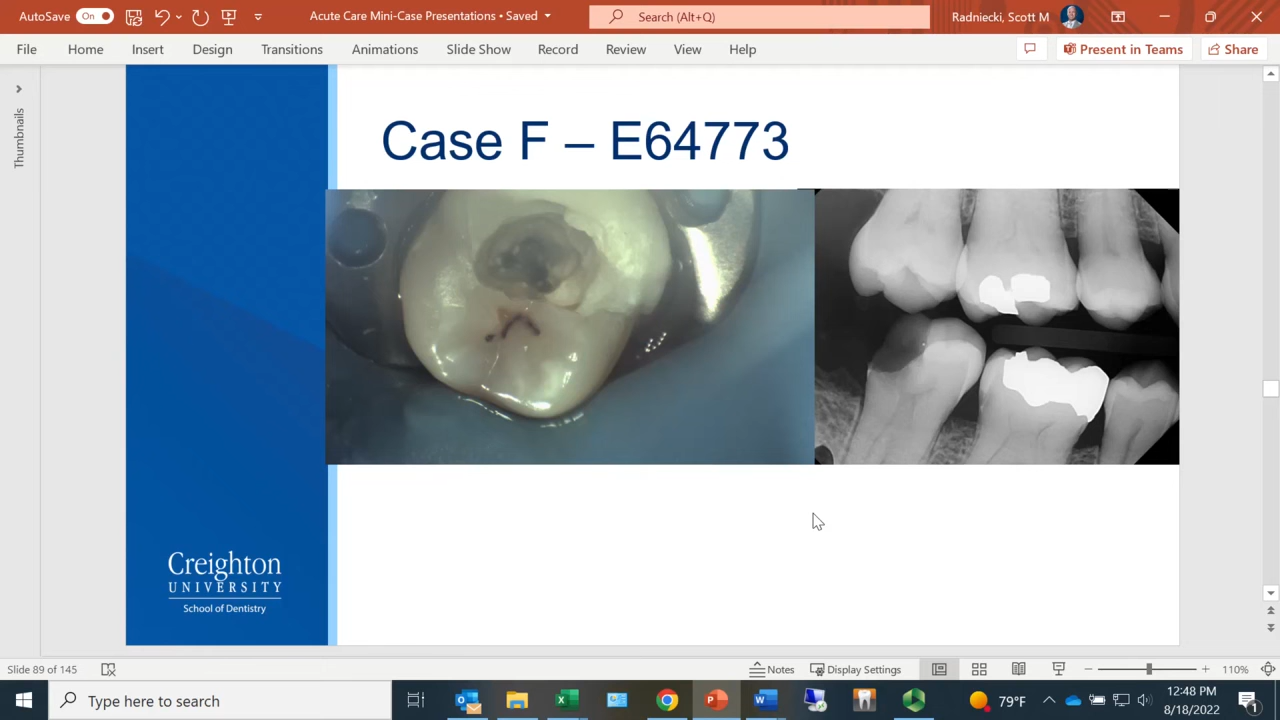 AutoSave On Acute Care Mini-Case Presentations • Saved Search (Alt+Q) Radniecki, Scott M
File Home Insert Design Transitions Animations Slide Show Record Review View Help Present in Teams Share
Thumbnails
Case F – E64773
Creighton
UNIVERSITY
School of Dentistry
Slide 89 of 145 Notes Display Settings 110%
Type here to search 79°F 12:48 PM
8/18/2022 1